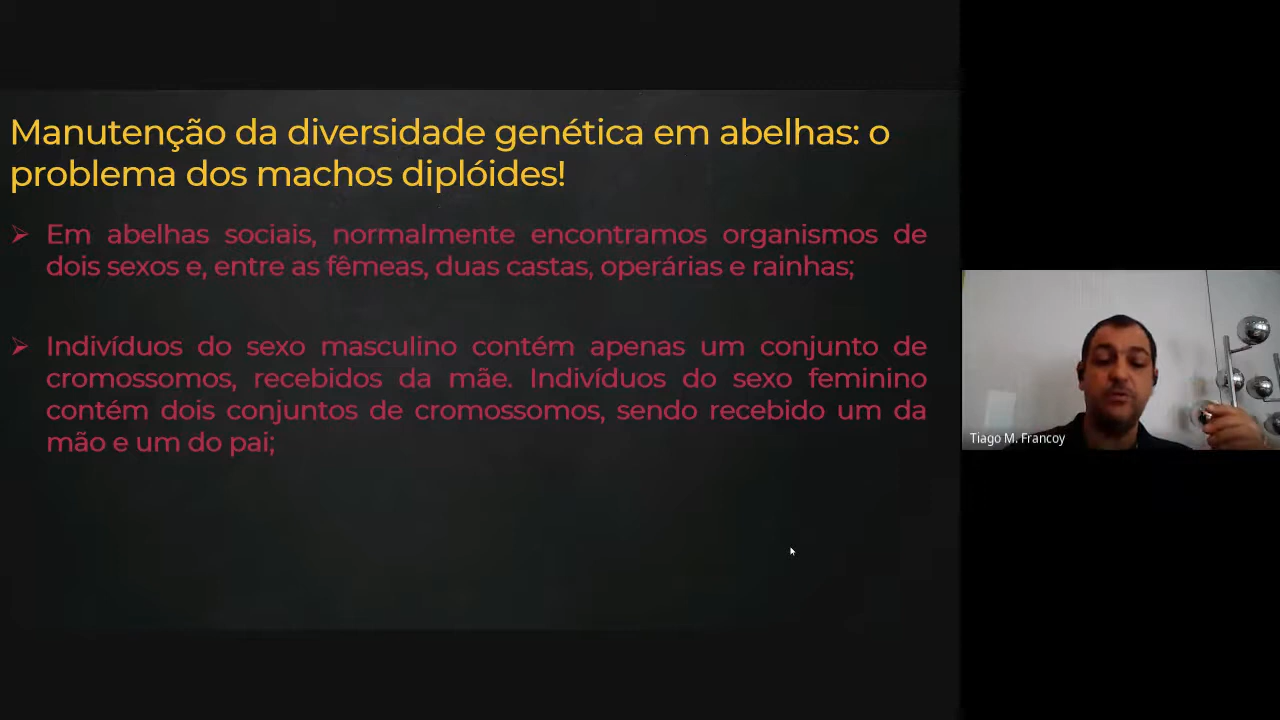 Manutenção da diversidade genética em abelhas: o
problema dos machos diplóides!
Em abelhas sociais, normalmente encontramos organismos de
dois sexos e, entre as fêmeas, duas castas, operárias e rainhas;
Indivíduos do sexo masculino contém apenas um conjunto de
cromossomos, recebidos da mãe. Indivíduos do sexo feminino
contém dois conjuntos de cromossomos, sendo recebido um da
mão e um do pai;
Tiago M. Francoy